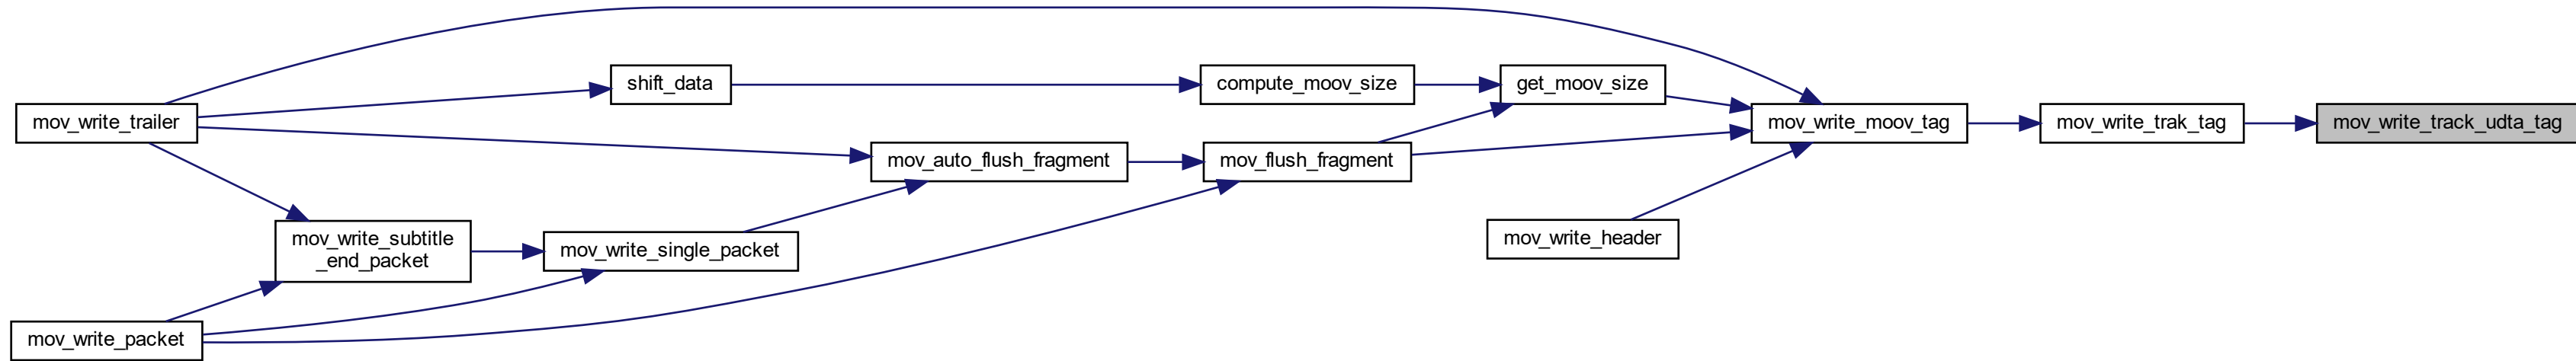 mov_write_trailer
shift_data
compute_moov_size
get_moov_size
mov_write_moov_tag
mov_write_trak_tag
mov_write_track_udta_tag
mov_auto_flush_fragment
mov_flush_fragment
mov_write_header
mov_write_subtitle
_end_packet
mov_write_single_packet
mov_write_packet